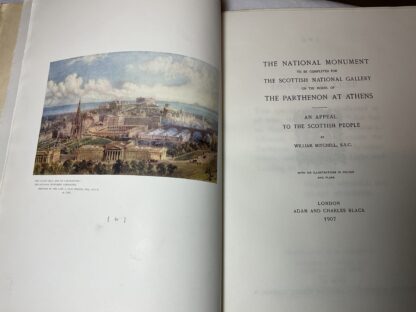 THE NATIONAL MONUMENT
TO BE COMPLETED FOR
THE SCOTTISH NATIONAL GALLERY
ON THE MODEL OF
THE PARTHENON AT ATHENS
AN APPEAL
TO THE SCOTTISH PEOPLE
BY
WILLIAM MITCHELL, S.S.C.
WITH SIX ILLUSTRATIONS IN COLOUR
AND PLANS
LONDON
ADAM AND CHARLES BLACK
1907